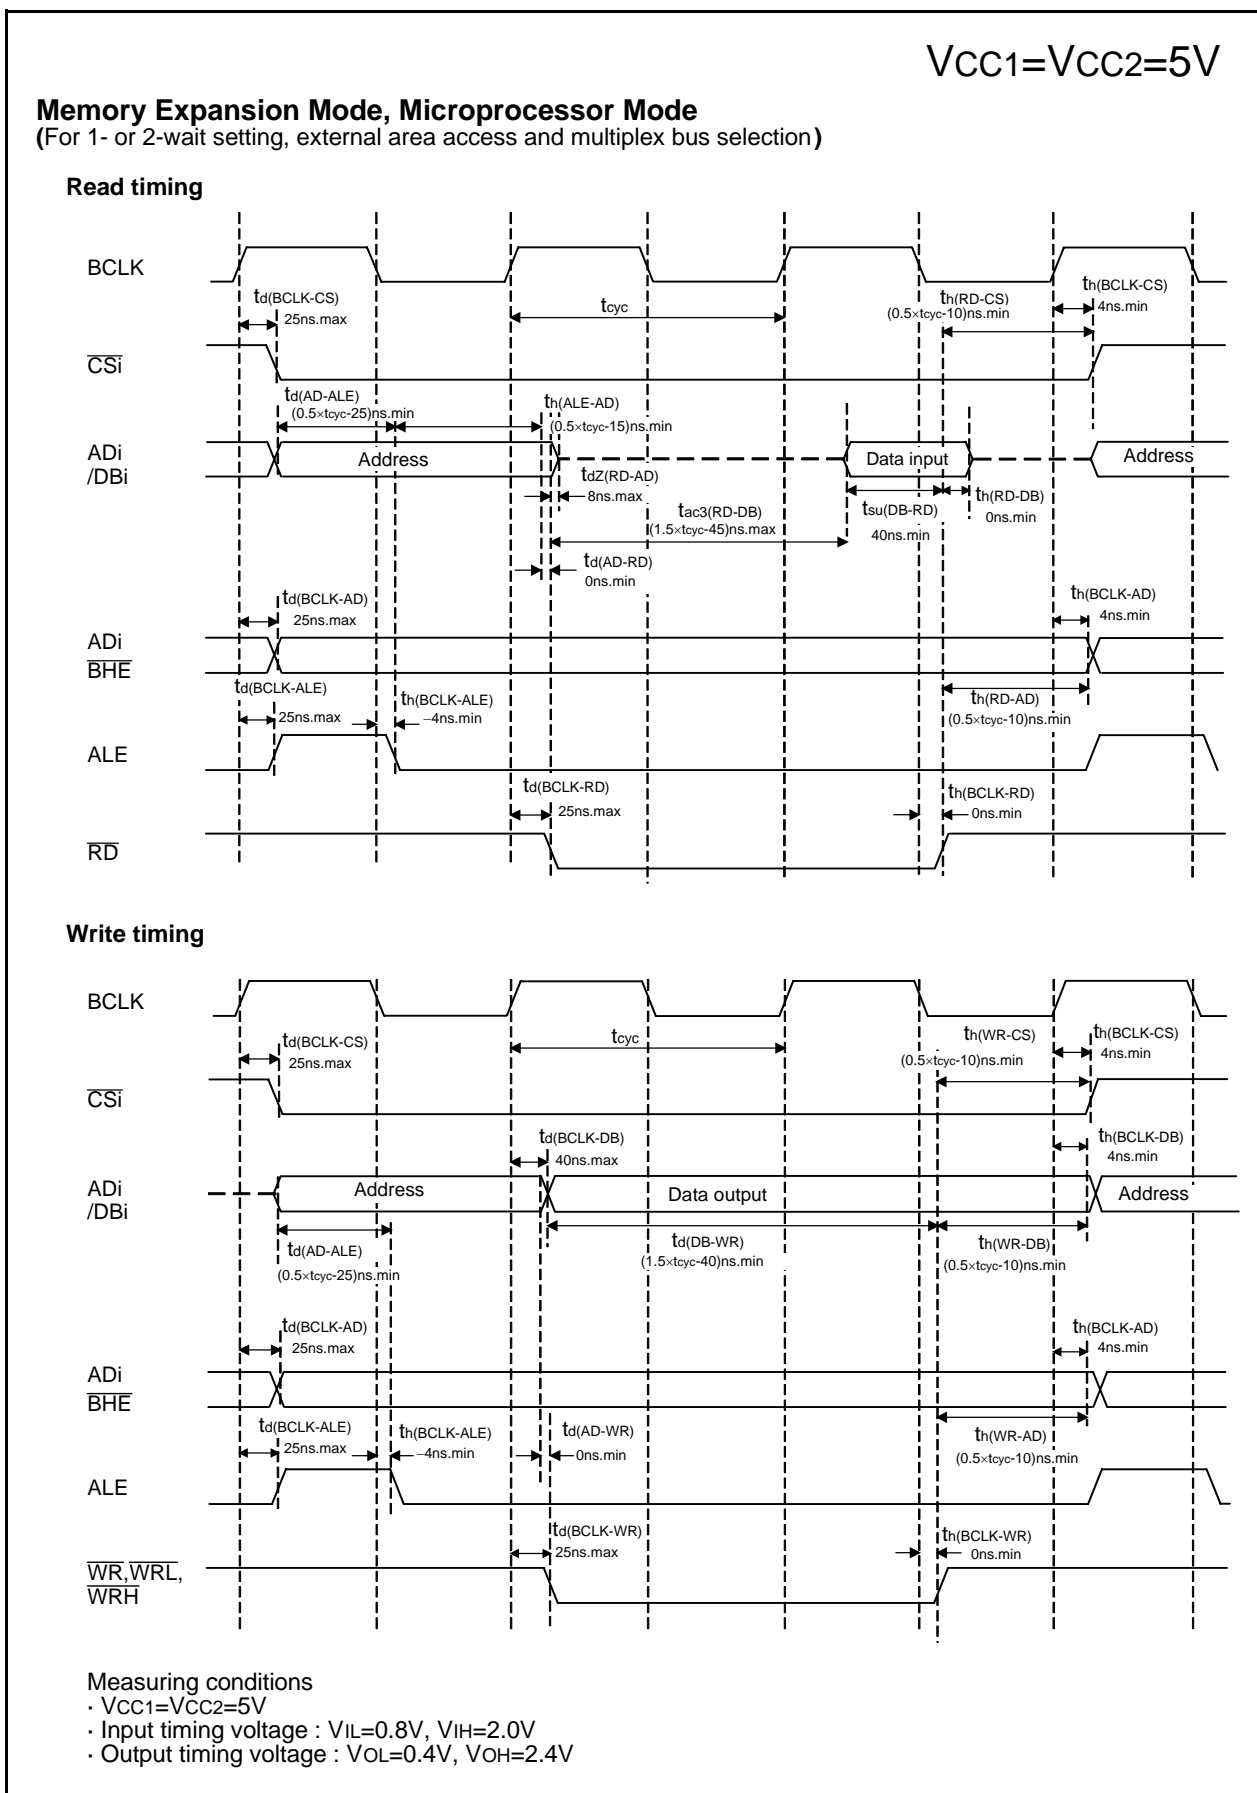 VCC1=VCC2=5V
Memory Expansion Mode, Microprocessor Mode
(For 1- or 2-wait setting, external area access and multiplex bus selection)
Read timing
BCLK
td(BCLK-CS)
25ns.max
tcyc
th(RD-CS)
(0.5×tcyc-10)ns.min
th(BCLK-CS)
4ns.min
CSi
td(AD-ALE)
(0.5×tcyc-25)ns.min
th(ALE-AD)
(0.5×tcyc-15)ns.min
ADi
/DBi
Address
Data input
Address
tdZ(RD-AD)
8ns.max
tac3(RD-DB)
(1.5×tcyc-45)ns.max
tsu(DB-RD)
40ns.min
th(RD-DB)
0ns.min
td(AD-RD)
0ns.min
td(BCLK-AD)
25ns.max
th(BCLK-AD)
4ns.min
ADi
BHE
td(BCLK-ALE)
25ns.max
th(BCLK-ALE)
−4ns.min
th(RD-AD)
(0.5×tcyc-10)ns.min
ALE
td(BCLK-RD)
25ns.max
th(BCLK-RD)
0ns.min
RD
Write timing
BCLK
td(BCLK-CS)
25ns.max
tcyc
th(WR-CS)
(0.5×tcyc-10)ns.min
th(BCLK-CS)
4ns.min
CSi
td(BCLK-DB)
40ns.max
th(BCLK-DB)
4ns.min
ADi
/DBi
Address
Data output
Address
td(AD-ALE)
(0.5×tcyc-25)ns.min
td(DB-WR)
(1.5×tcyc-40)ns.min
th(WR-DB)
(0.5×tcyc-10)ns.min
td(BCLK-AD)
25ns.max
th(BCLK-AD)
4ns.min
ADi
BHE
td(BCLK-ALE)
25ns.max
th(BCLK-ALE)
−4ns.min
td(AD-WR)
0ns.min
th(WR-AD)
(0.5×tcyc-10)ns.min
ALE
td(BCLK-WR)
25ns.max
th(BCLK-WR)
0ns.min
WR,WRL,
WRH
Measuring conditions
· VCC1=VCC2=5V
· Input timing voltage : VIL=0.8V, VIH=2.0V
· Output timing voltage : VOL=0.4V, VOH=2.4V